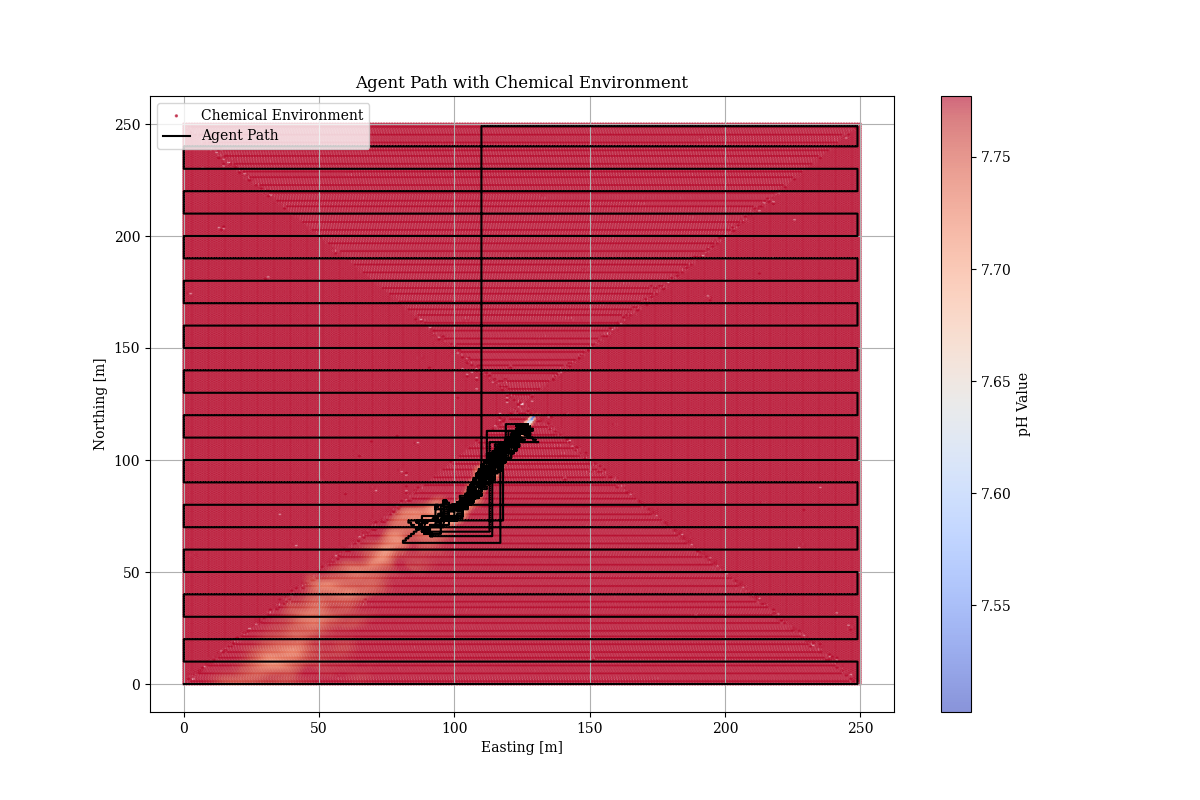 Agent Path with Chemical Environment
Chemical Environment
Agent Path
250
200
150
100
50
0
Northing [m]
0 50 100 150 200 250
Easting [m]
7.75
7.70
7.65
7.60
7.55
pH Value